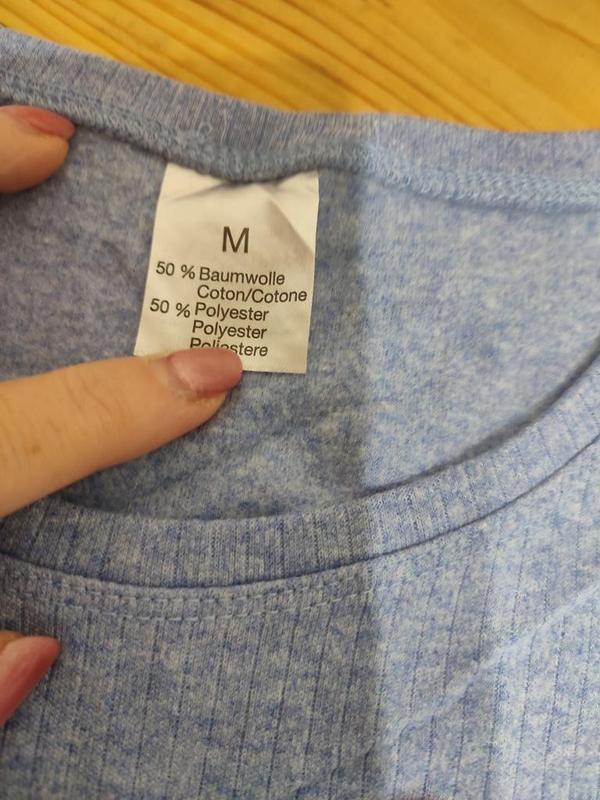 M
50 % Baumwolle
Coton/Cotone
50 % Polyester
Polyester
Poliestere